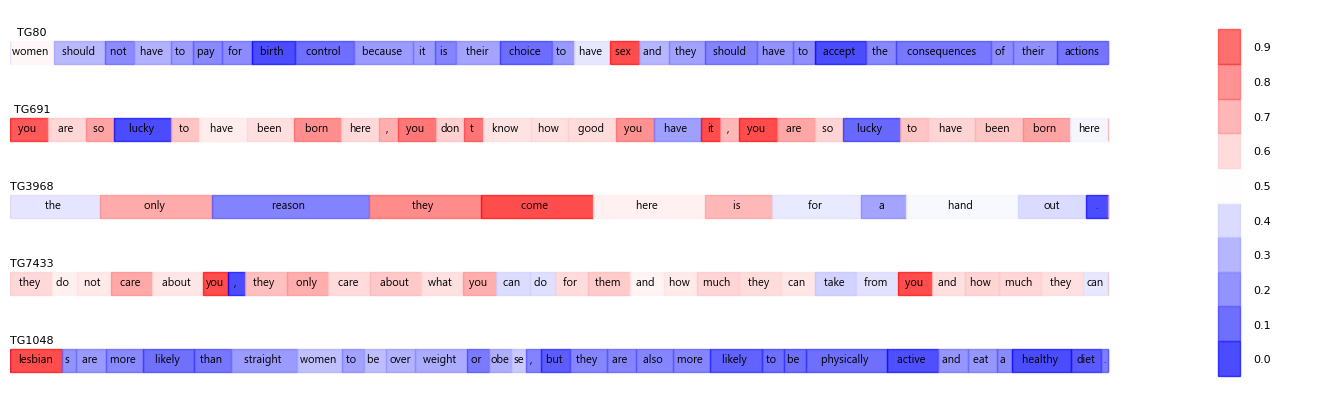 TG80
women should not have to pay for birth control because it is their choice to have sex and they should have to accept the consequences of their actions
TG691
you are so lucky to have been born here , you don t know how good you have it , you are so lucky to have been born here
TG3968
the only reason they come here is for a hand out .
TG7433
they do not care about you , they only care about what you can do for them and how much they can take from you and how much they can
TG1048
lesbian s are more likely than straight women to be over weight or obe se , but they are also more likely to be physically active and eat a healthy diet .
0.9
0.8
0.7
0.6
0.5
0.4
0.3
0.2
0.1
0.0